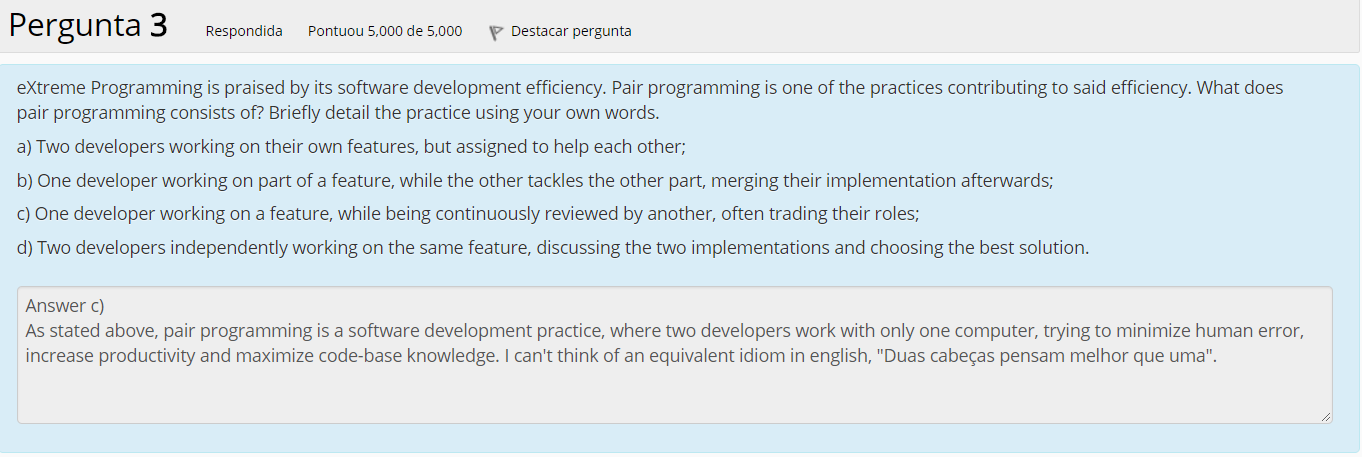 Pergunta 3 Respondida Pontuou 5,000 de 5,000 Destacar pergunta
eXtreme Programming is praised by its software development efficiency. Pair programming is one of the practices contributing to said efficiency. What does
pair programming consists of? Briefly detail the practice using your own words.
a) Two developers working on their own features, but assigned to help each other;
b) One developer working on part of a feature, while the other tackles the other part, merging their implementation afterwards;
c) One developer working on a feature, while being continuously reviewed by another, often trading their roles;
d) Two developers independently working on the same feature, discussing the two implementations and choosing the best solution.
Answer c)
As stated above, pair programming is a software development practice, where two developers work with only one computer, trying to minimize human error,
increase productivity and maximize code-base knowledge. I can't think of an equivalent idiom in english, "Duas cabeças pensam melhor que uma".